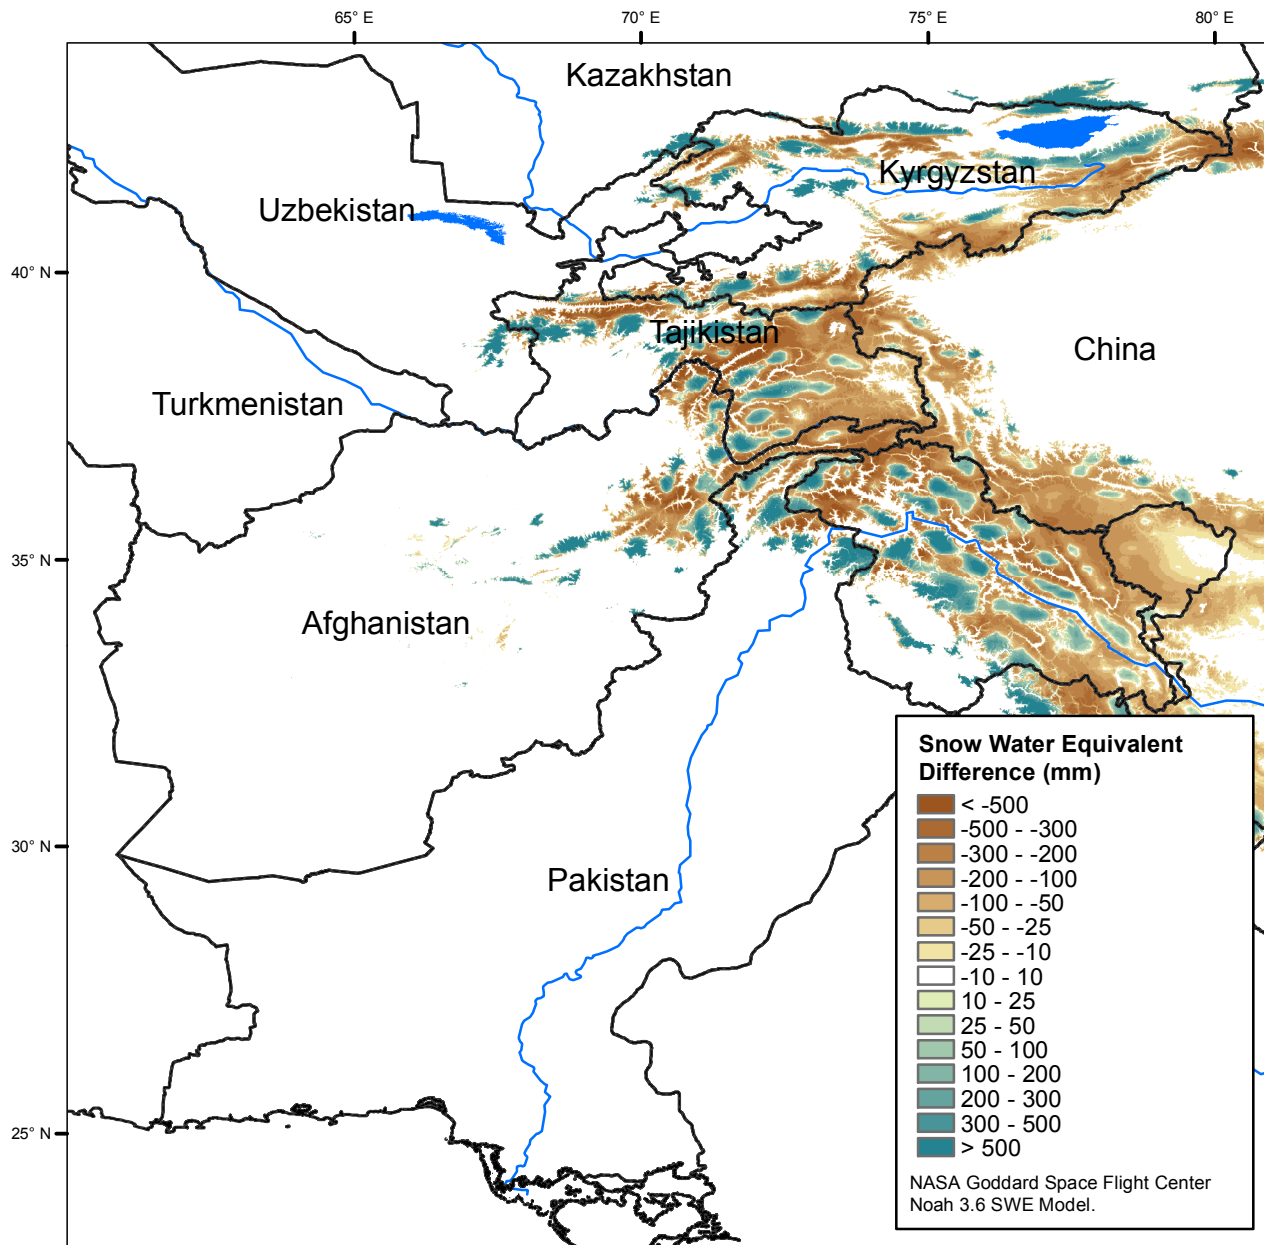 65° E
70° E
75° E
80° E
Kazakhstan
Kyrgyzstan
Uzbekistan
40° N
Tajikistan
China
Turkmenistan
35° N
Afghanistan
30° N
Pakistan
25° N
Snow Water Equivalent
Difference (mm)
< -500
-500 - -300
-300 - -200
-200 - -100
-100 - -50
-50 - -25
-25 - -10
-10 - 10
10 - 25
25 - 50
50 - 100
100 - 200
200 - 300
300 - 500
> 500
NASA Goddard Space Flight Center
Noah 3.6 SWE Model.